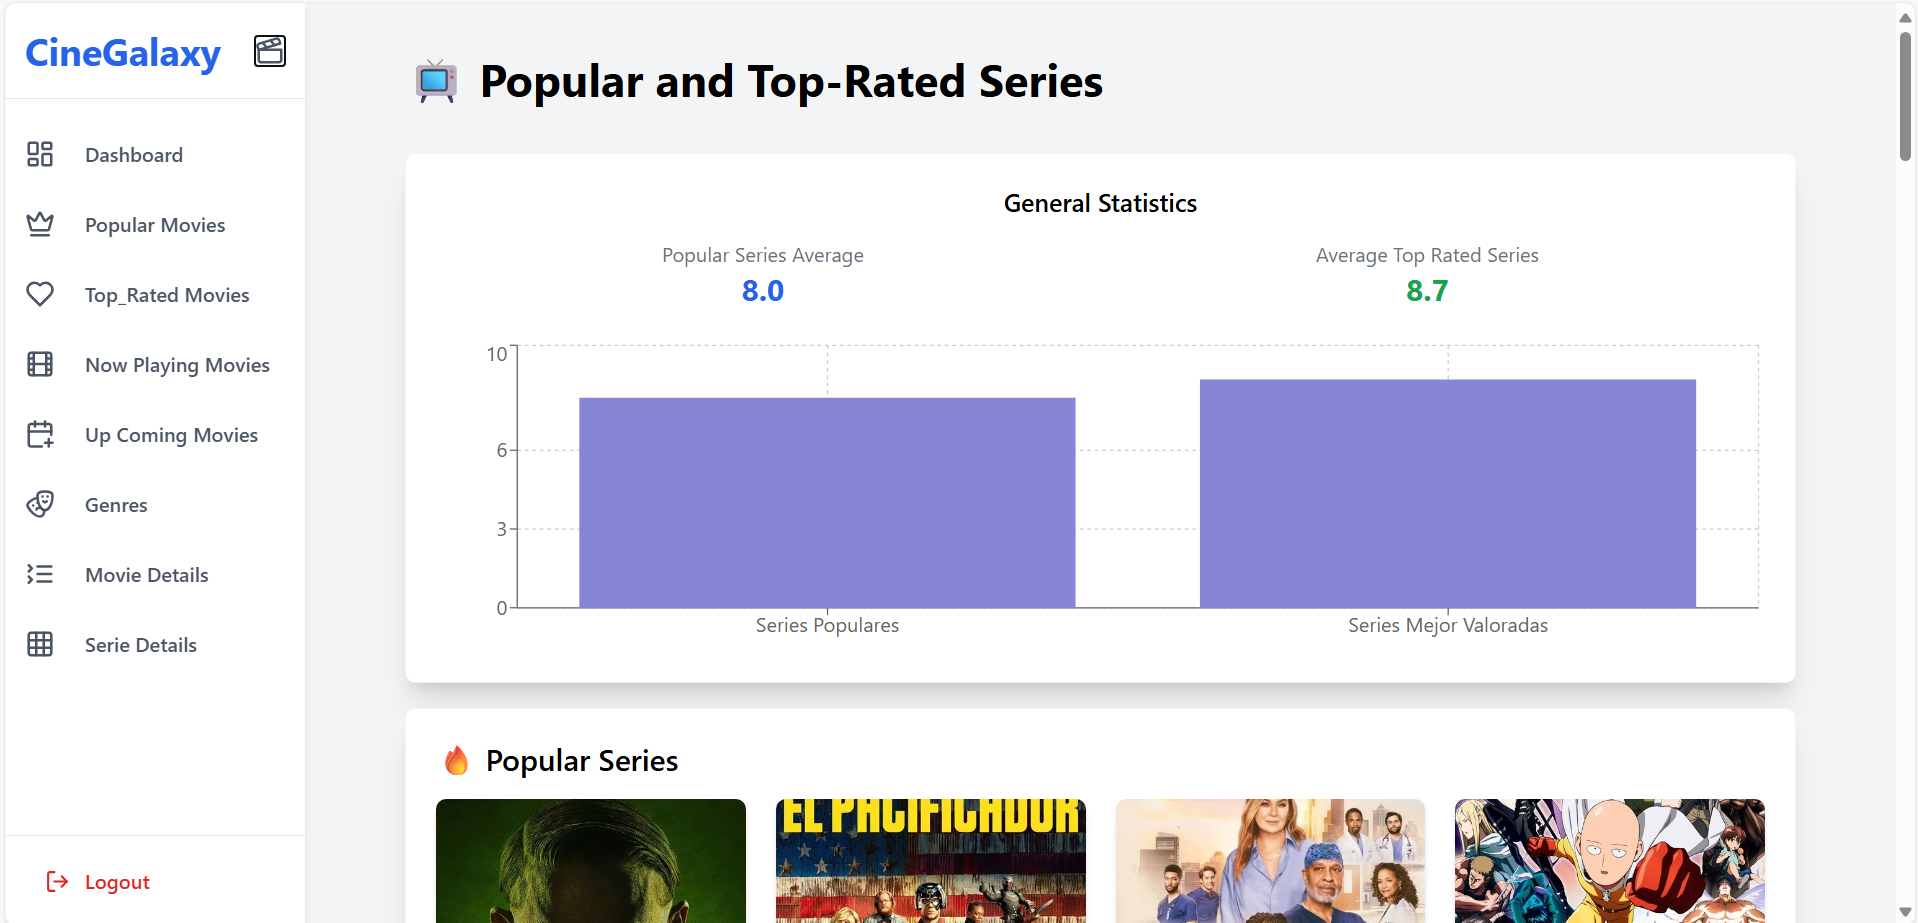 CineGalaxy
Dashboard
Popular Movies
Top_Rated Movies
Now Playing Movies
Up Coming Movies
Genres
Movie Details
Serie Details
Logout
Popular and Top-Rated Series
General Statistics
Popular Series Average
8.0
Average Top Rated Series
8.7
10
6
3
0
Series Populares
Series Mejor Valoradas
Popular Series
EL PACIFICADOR